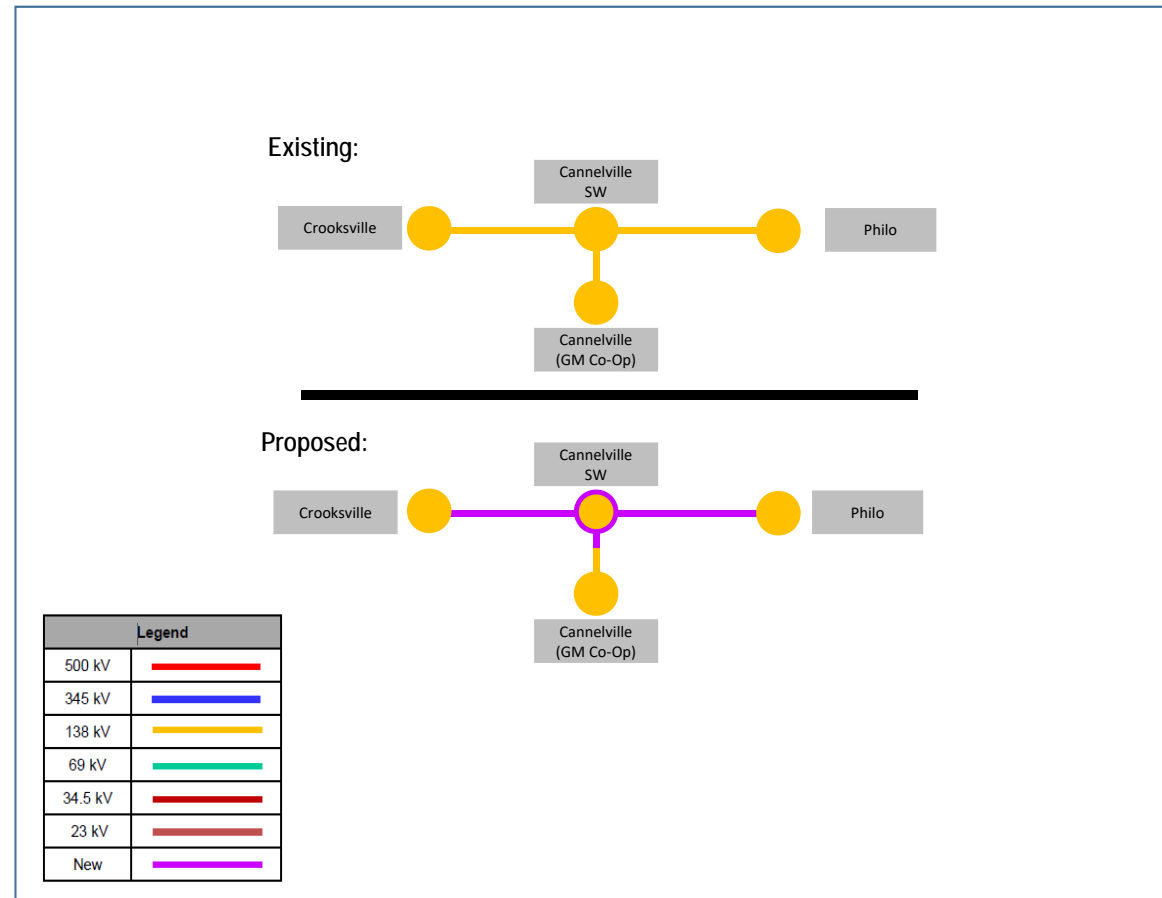 Existing:
Cannelville
SW
Crooksville
Philo
Cannelville
(GM Co-Op)
Proposed:
Cannelville
SW
Crooksville
Philo
Cannelville
(GM Co-Op)
Legend
500 kV
345 kV
138 kV
69 kV
34.5 kV
23 kV
New